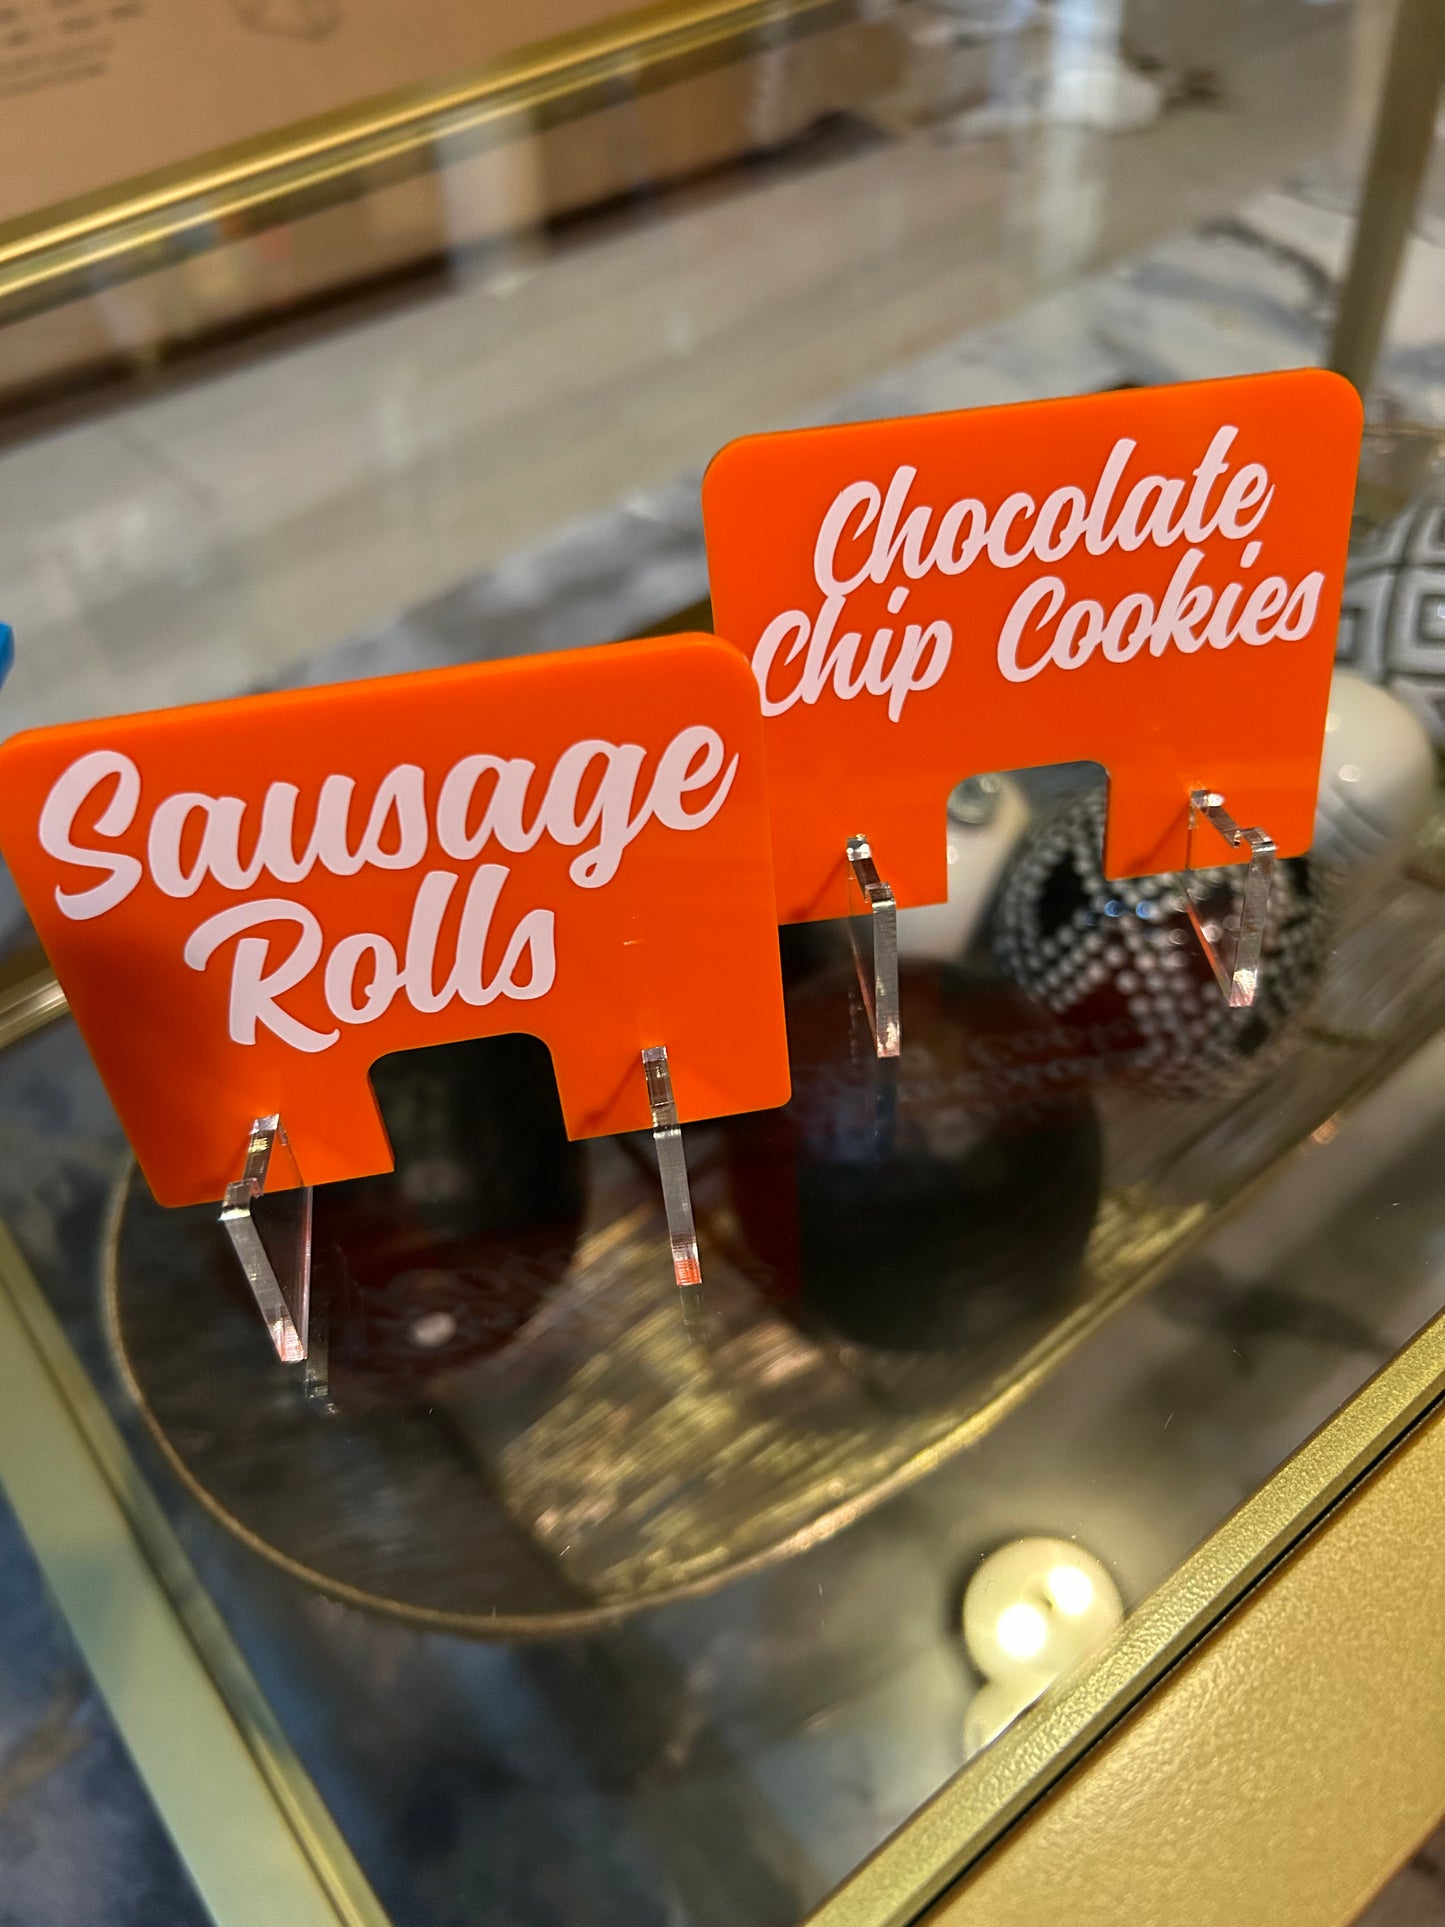 Sausage
Rolls
Chocolate
Chip Cookies